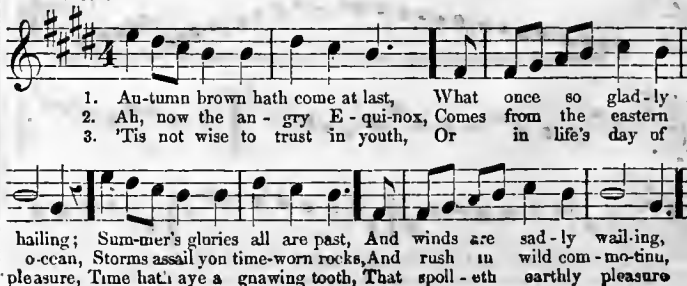 4
1. Au-tumn brown hath come at last, What once so glad-ly
2. Ah, now the an - gry E - qui-nox, Comes from the eastern
3. 'Tis not wise to trust in youth, Or in life's day of
hailing; Sum-mer's glories all are past, And winds are sad - ly wail-ing,
o-cean, Storms assail yon time-worn rocks, And rush in wild com - mo-tinu,
pleasure, Time hath aye a gnawing tooth, That spoil - eth earthly pleasure